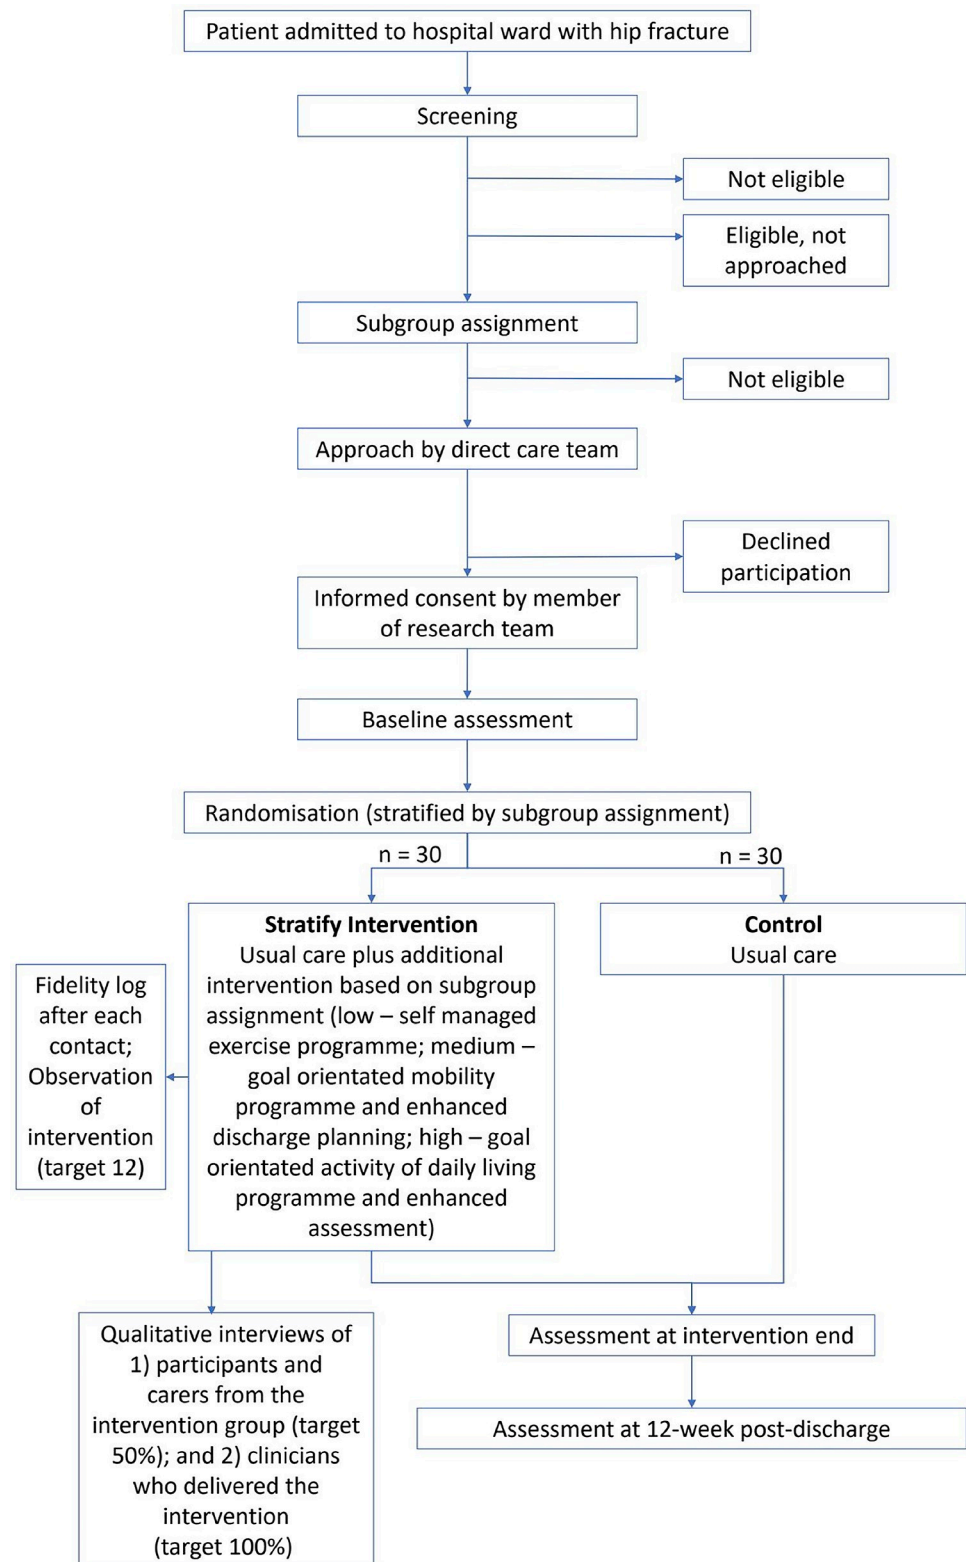 Patient admitted to hospital ward with hip fracture
Screening
Not eligible
Eligible, not
approached
Subgroup assignment
Not eligible
Approach by direct care team
Declined
participation
Informed consent by member
of research team
Baseline assessment
Randomisation (stratified by subgroup assignment)
n = 30
n = 30
Stratify Intervention
Usual care plus additional
intervention based on subgroup
assignment (low – self managed
exercise programme; medium –
goal orientated mobility
programme and enhanced
discharge planning; high – goal
orientated activity of daily living
programme and enhanced
assessment)
Control
Usual care
Fidelity log
after each
contact;
Observation
of
intervention
(target 12)
Qualitative interviews of
1) participants and
carers from the
intervention group (target
50%); and 2) clinicians
who delivered the
intervention
(target 100%)
Assessment at intervention end
Assessment at 12-week post-discharge